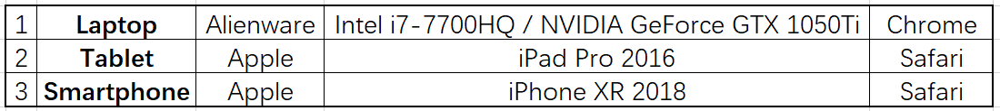 1 Laptop Alienware Intel i7-7700HQ / NVIDIA GeForce GTX 1050Ti Chrome
2 Tablet Apple iPad Pro 2016 Safari
3 Smartphone Apple iPhone XR 2018 Safari